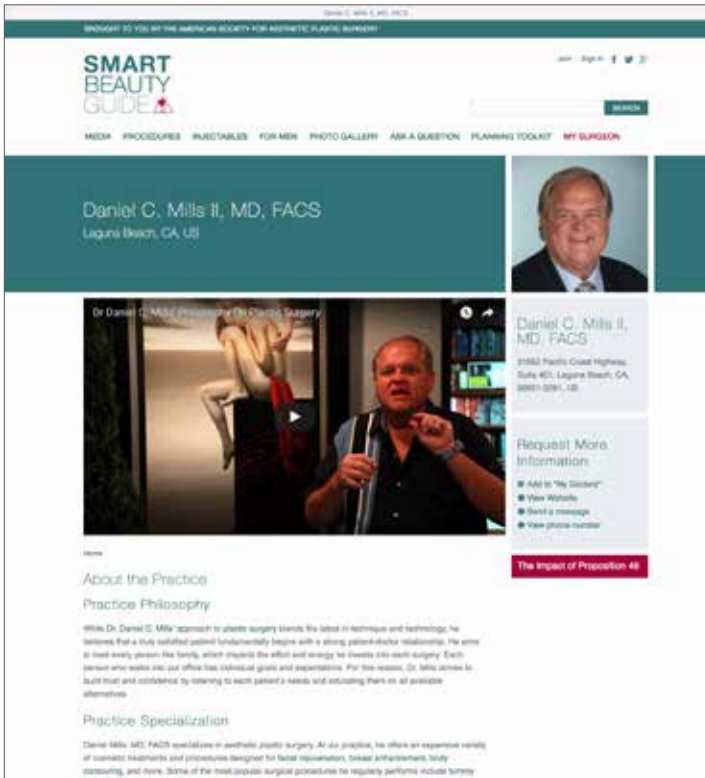 Daniel C. Mills II, MD, FACS
BROUGHT TO YOU BY THE AMERICAN SOCIETY FOR AESTHETIC PLASTIC SURGERY
SMART
BEAUTY
GUIDE
Join Sign In
SEARCH
MEDIA PROCEDURES INJECTABLES FOR MEN PHOTO GALLERY ASK A QUESTION PLANNING TOOLKIT MY SURGEON
Daniel C. Mills II, MD, FACS
Laguna Beach, CA, US
Dr Daniel C. Mills' Philosophy On Plastic Surgery
Daniel C. Mills II,
MD, FACS
Pacific Coast Highway,
Suite 401, Laguna Beach, CA,
US
Request More
Information
Add to "My Doctors"
View Website
Send a message
View phone number
The Impact of Proposition 46
Home
About the Practice
Practice Philosophy
While Dr. Daniel C. Mills' approach to plastic surgery blends the latest in technique and technology, he
believes that a truly satisfied patient fundamentally begins with a strong patient-doctor relationship. He aims
to treat every person like family, which impacts the effort and energy he invests into each surgery. Each
person who walks into our office has individual goals and expectations. For this reason, Dr. Mills strives to
build trust and confidence by listening to each patient's needs and educating them on all available
alternatives.
Practice Specialization
Daniel Mills, MD, FACS specializes in aesthetic plastic surgery. At our practice, he offers an expansive variety
of cosmetic treatments and procedures designed for facial rejuvenation, breast enhancement, body
contouring, and more. Some of the most popular surgical procedures he regularly performs include tummy